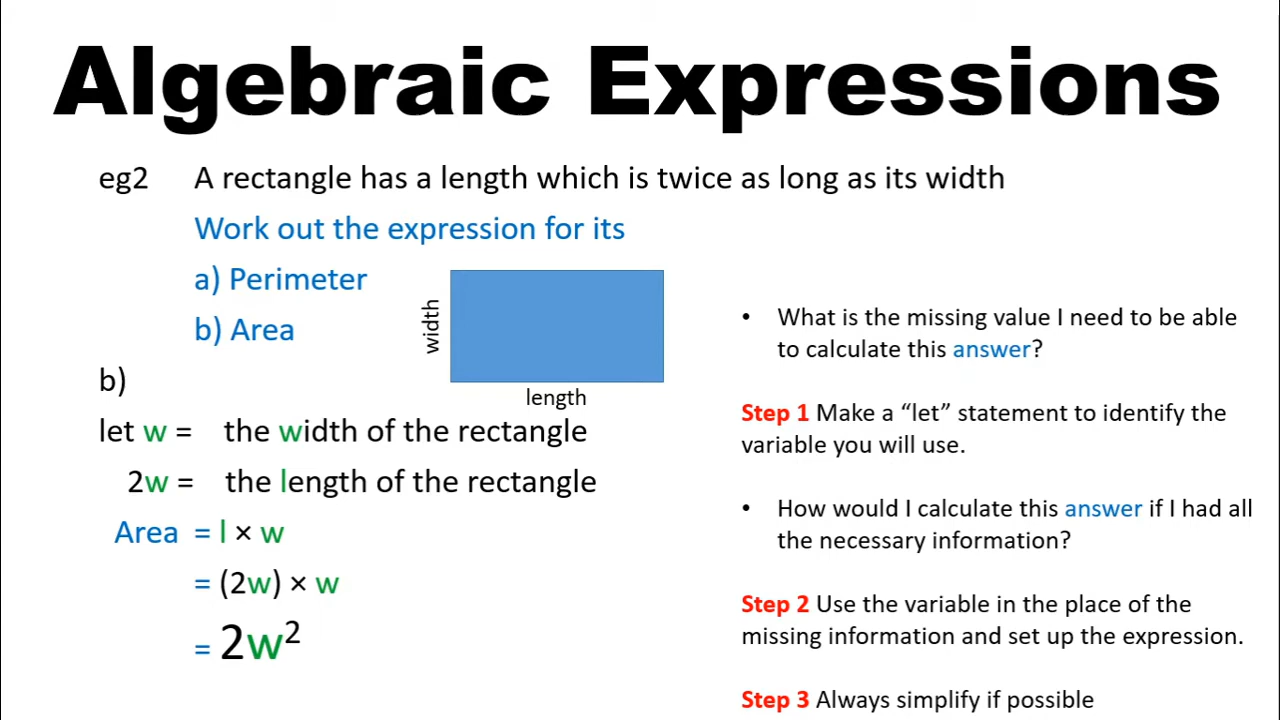 Algebraic Expressions
eg2 A rectangle has a length which is twice as long as its width
Work out the expression for its
a) Perimeter
b) Area
width
length
b)
let w = the width of the rectangle
2w = the length of the rectangle
Area = l × w
= (2w) × w
= 2w²
• What is the missing value I need to be able
to calculate this answer?
Step 1 Make a “let” statement to identify the
variable you will use.
• How would I calculate this answer if I had all
the necessary information?
Step 2 Use the variable in the place of the
missing information and set up the expression.
Step 3 Always simplify if possible